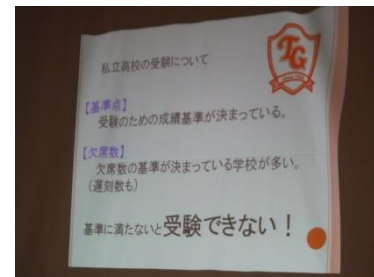 私立高校の受験について
TG
【基準点】
受験のための成績基準が決まっている。
【欠席数】
欠席数の基準が決まっている学校が多い。
（遅刻数も）
基準に満たないと受験できない！